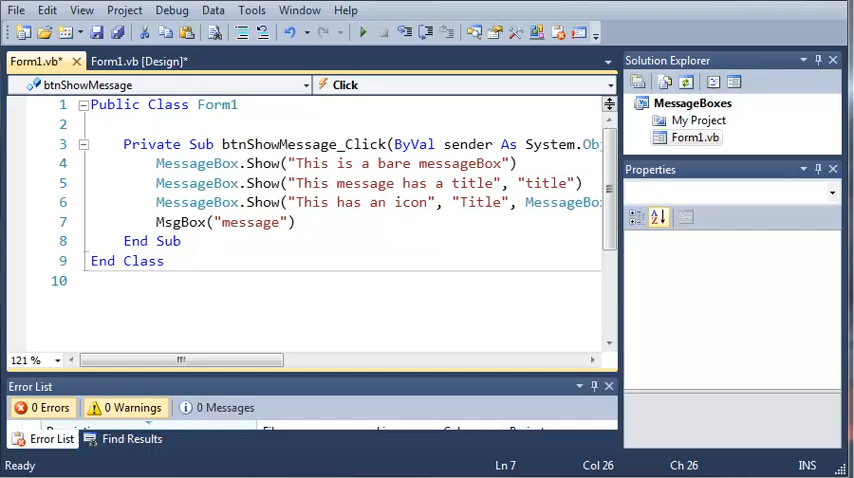 File Edit View Project Debug Data Tools Window Help
Form1.vb* Form1.vb [Design]*
btnShowMessage Click
1 Public Class Form1
2
3 Private Sub btnShowMessage_Click(ByVal sender As System.Ob
4 MessageBox.Show("This is a bare messageBox")
5 MessageBox.Show("This message has a title", "title")
6 MessageBox.Show("This has an icon", "Title", MessageBo
7 MsgBox("message")
8 End Sub
9 End Class
10
121 %
Solution Explorer
MessageBoxes
My Project
Form1.vb
Properties
Error List
0 Errors 0 Warnings 0 Messages
Error List Find Results
Ready Ln 7 Col 26 Ch 26 INS